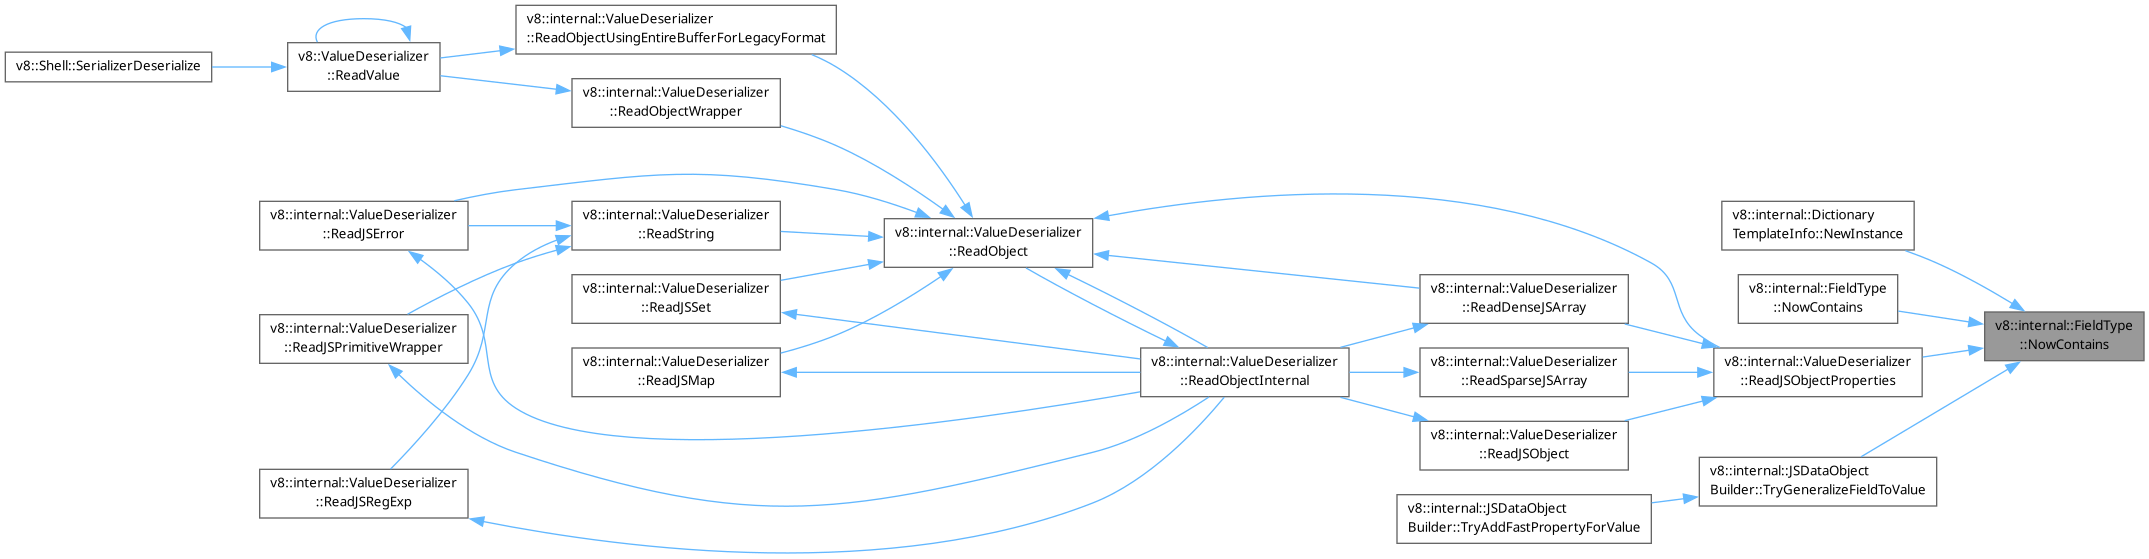 v8::internal::ValueDeserializer
::ReadObjectUsingEntireBufferForLegacyFormat
v8::Shell::SerializerDeserialize
v8::ValueDeserializer
::ReadValue
v8::internal::ValueDeserializer
::ReadObjectWrapper
v8::internal::ValueDeserializer
::ReadJSError
v8::internal::ValueDeserializer
::ReadString
v8::internal::ValueDeserializer
::ReadObject
v8::internal::Dictionary
TemplateInfo::NewInstance
v8::internal::ValueDeserializer
::ReadJSSet
v8::internal::ValueDeserializer
::ReadDenseJSArray
v8::internal::FieldType
::NowContains
v8::internal::FieldType
::NowContains
v8::internal::ValueDeserializer
::ReadJSPrimitiveWrapper
v8::internal::ValueDeserializer
::ReadJSMap
v8::internal::ValueDeserializer
::ReadObjectInternal
v8::internal::ValueDeserializer
::ReadSparseJSArray
v8::internal::ValueDeserializer
::ReadJSObjectProperties
v8::internal::ValueDeserializer
::ReadJSObject
v8::internal::ValueDeserializer
::ReadJSRegExp
v8::internal::JSDataObject
Builder::TryGeneralizeFieldToValue
v8::internal::JSDataObject
Builder::TryAddFastPropertyForValue